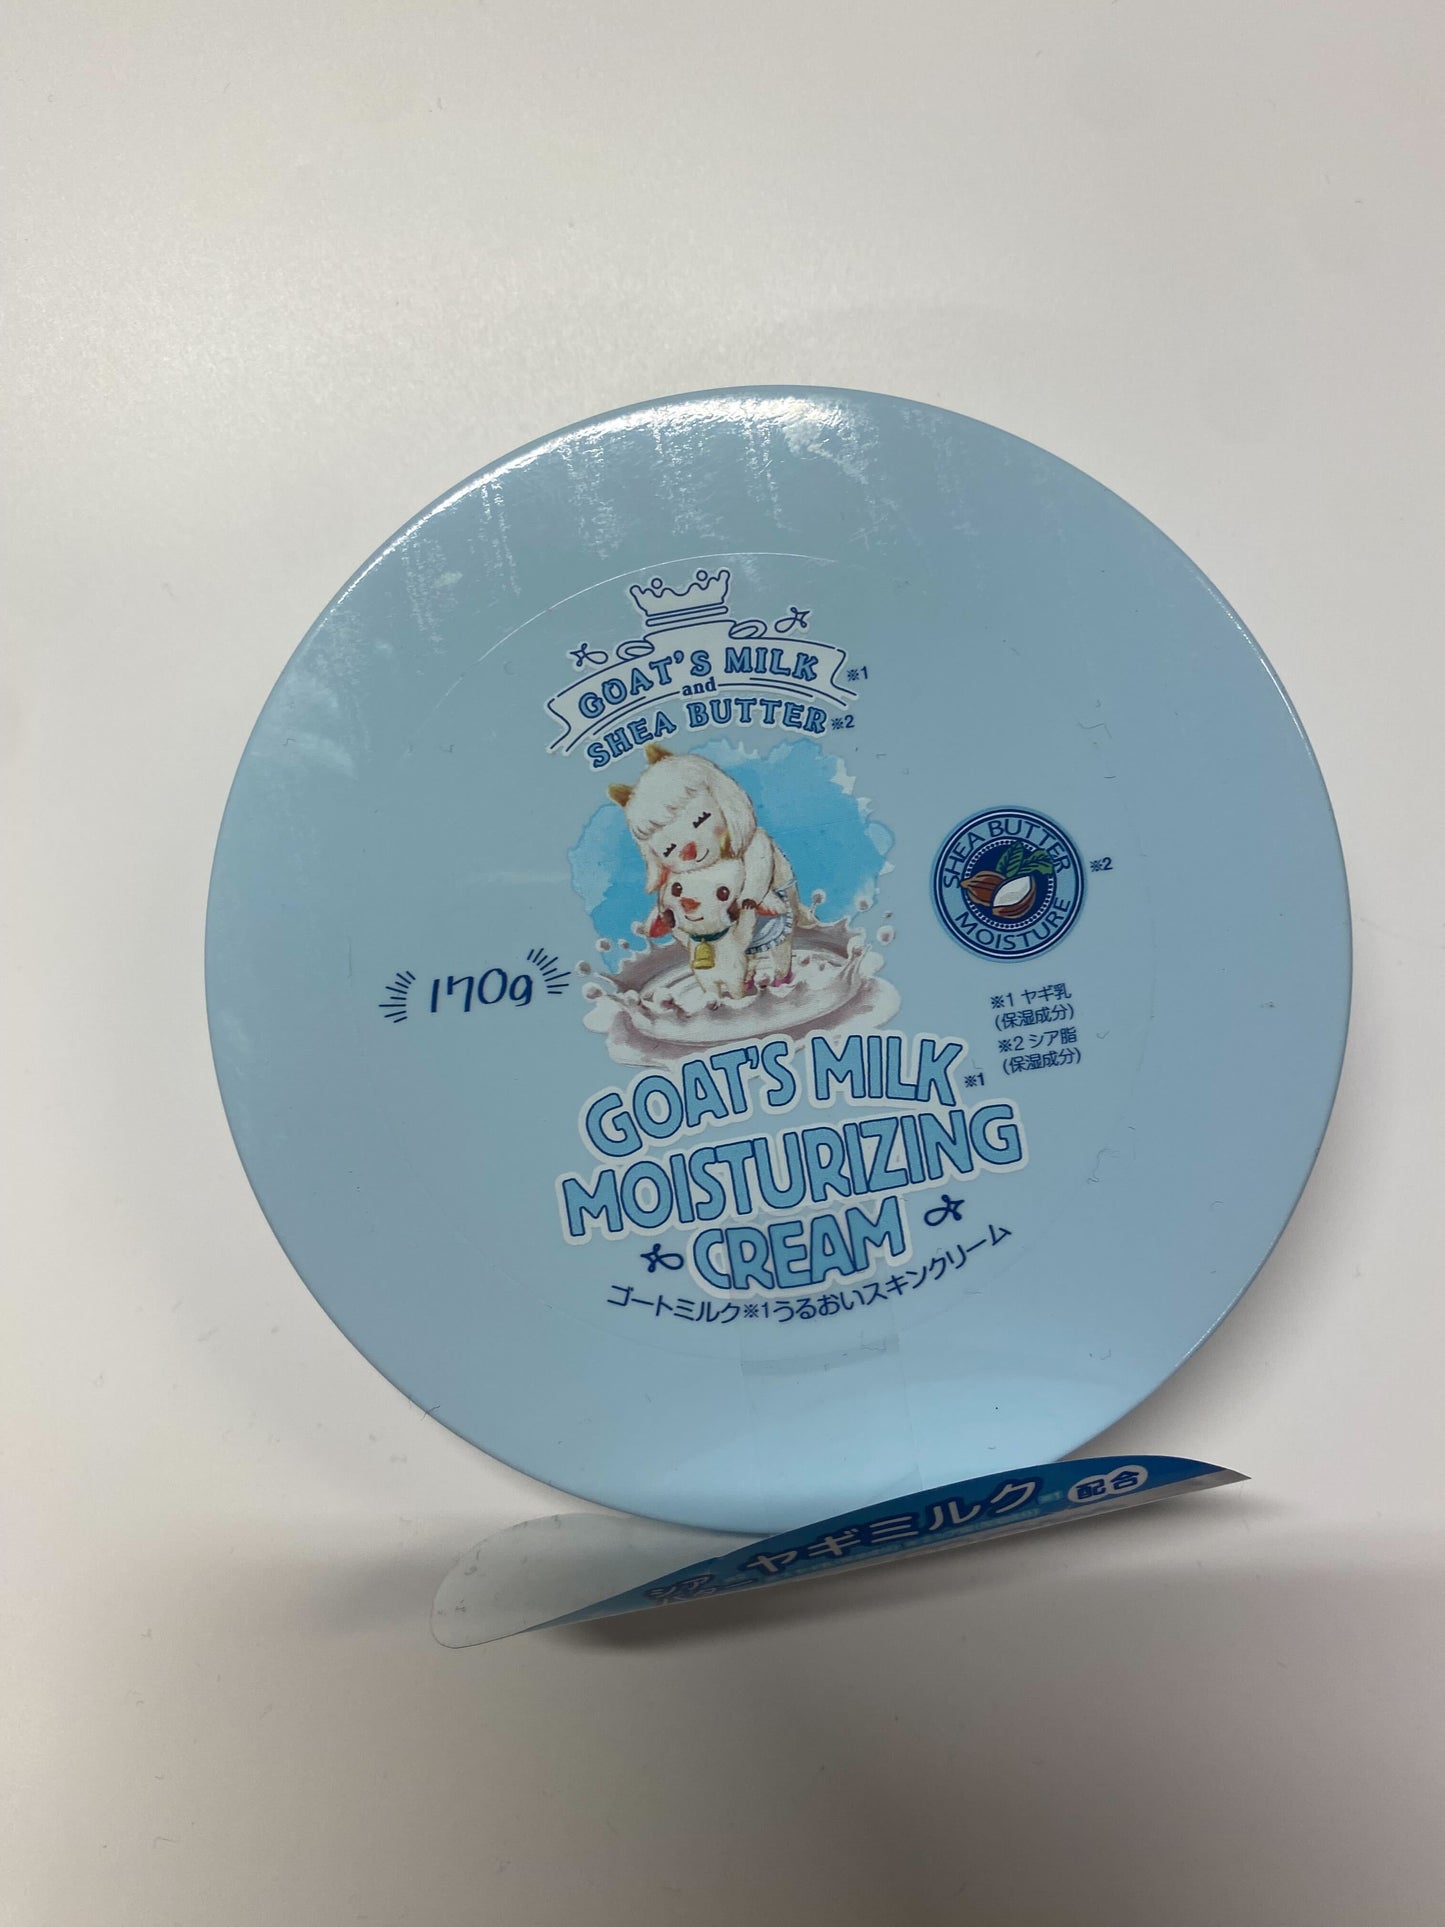 GOAT'S MILK ※1
and
SHEA BUTTER ※2
SHEA BUTTER
MOISTURE
※2
170g
※1 ヤギ乳
(保湿成分)
※2 シア脂
(保湿成分)
GOAT'S MILK ※1
MOISTURIZING
CREAM
ゴートミルク※1うるおいスキンクリーム
シア
ヤギミルク ※1 配合